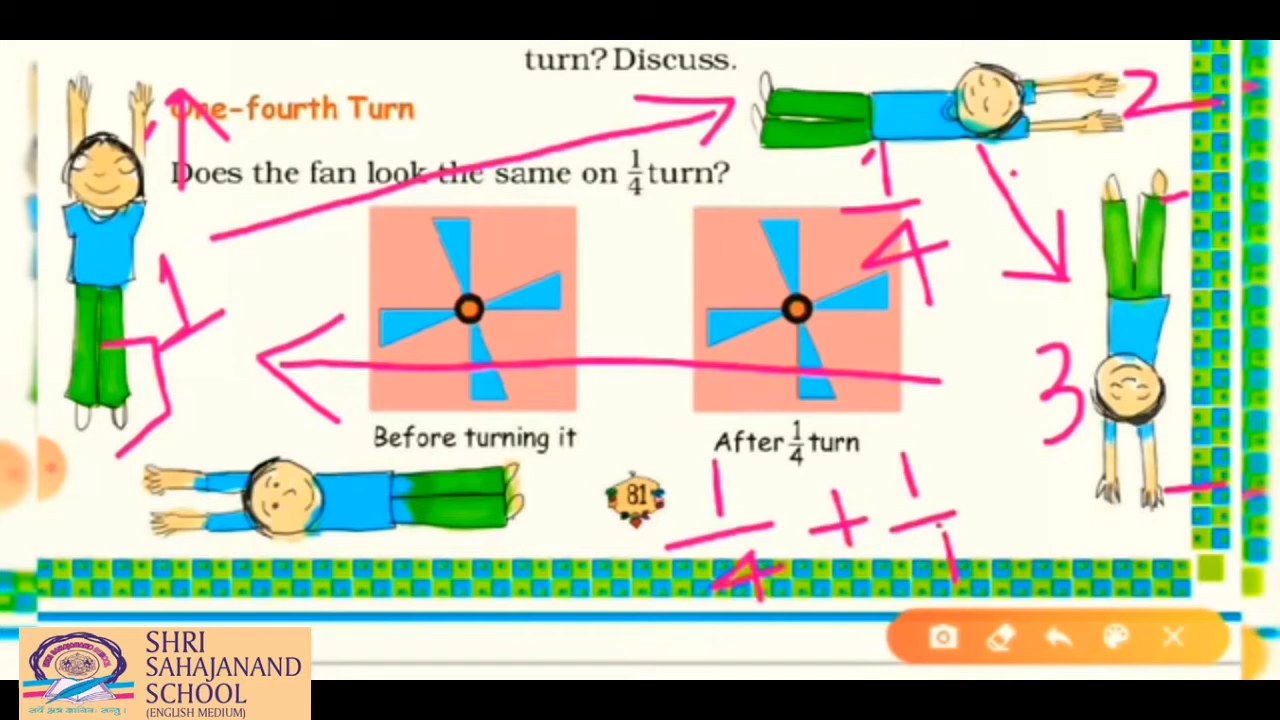 turn? Discuss.
One-fourth Turn
Does the fan look the same on 1/4 turn?
Before turning it
After 1/4 turn
81
1
2
3
1/4
1/4 + 1/
SHRI
SAHAJANAND
SCHOOL
(ENGLISH MEDIUM)